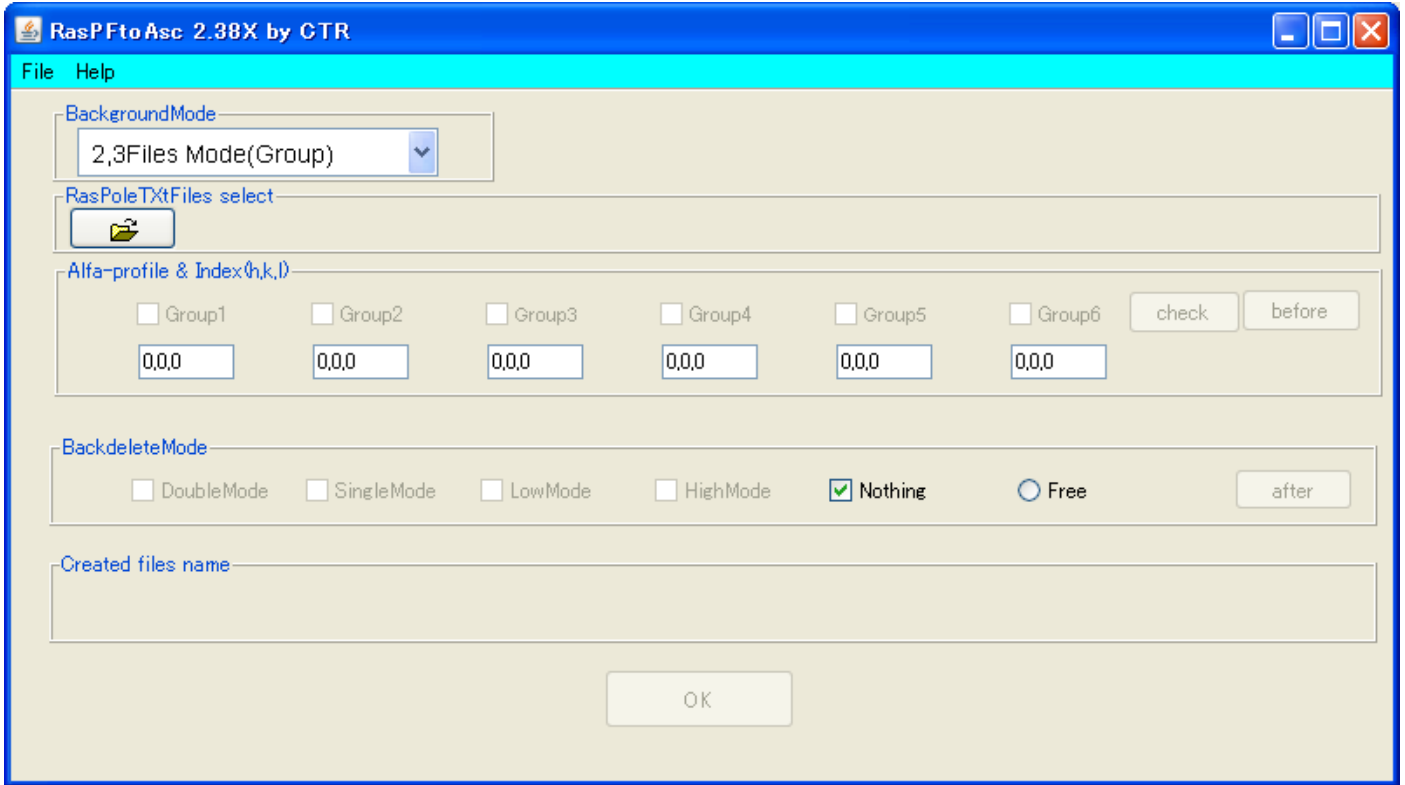 RasPFtoAsc 2.38X by CTR
File Help
BackgroundMode
2,3Files Mode(Group)
RasPoleTXtFiles select
Alfa-profile & Index(h,k,l)
Group1 Group2 Group3 Group4 Group5 Group6 check before
0,0,0 0,0,0 0,0,0 0,0,0 0,0,0 0,0,0
BackdeleteMode
DoubleMode SingleMode LowMode HighMode Nothing Free after
Created files name
OK